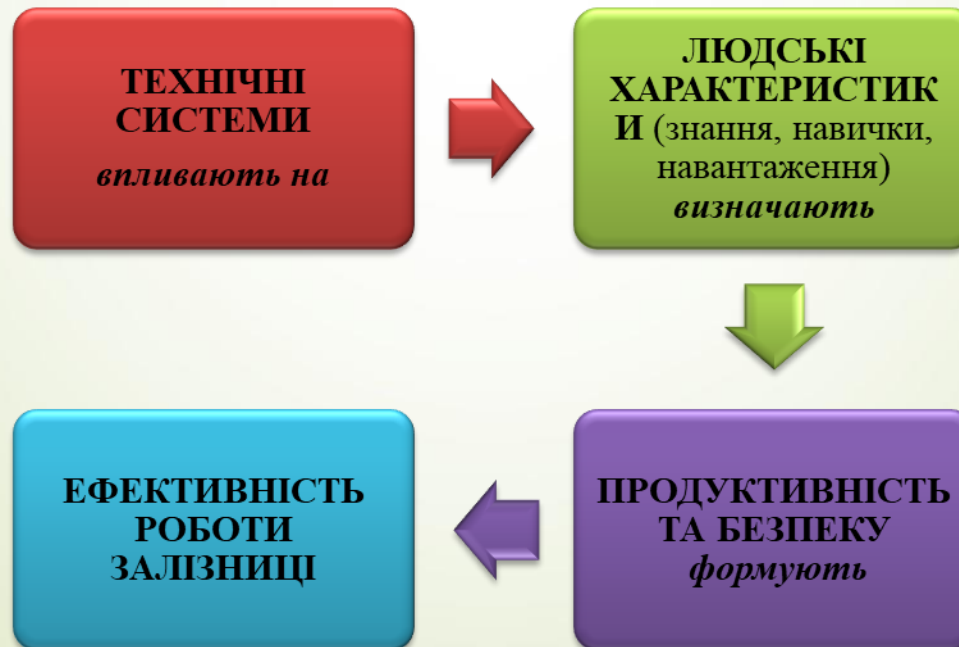 ТЕХНІЧНІ
СИСТЕМИ
впливають на
ЛЮДСЬКІ
ХАРАКТЕРИСТИК
И (знання, навички,
навантаження)
визначають
ПРОДУКТИВНІСТЬ
ТА БЕЗПЕКУ
формують
ЕФЕКТИВНІСТЬ
РОБОТИ
ЗАЛІЗНИЦІ